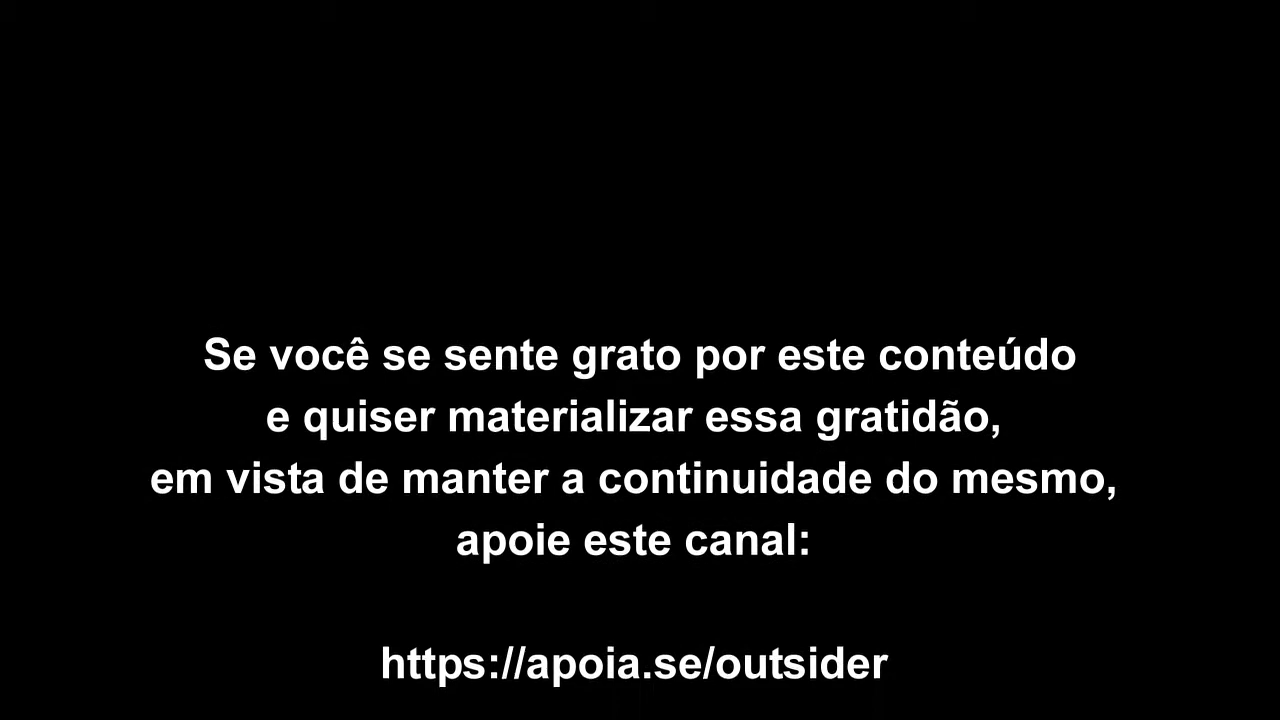 Se você se sente grato por este conteúdo
e quiser materializar essa gratidão,
em vista de manter a continuidade do mesmo,
apoie este canal:
https://apoia.se/outsider